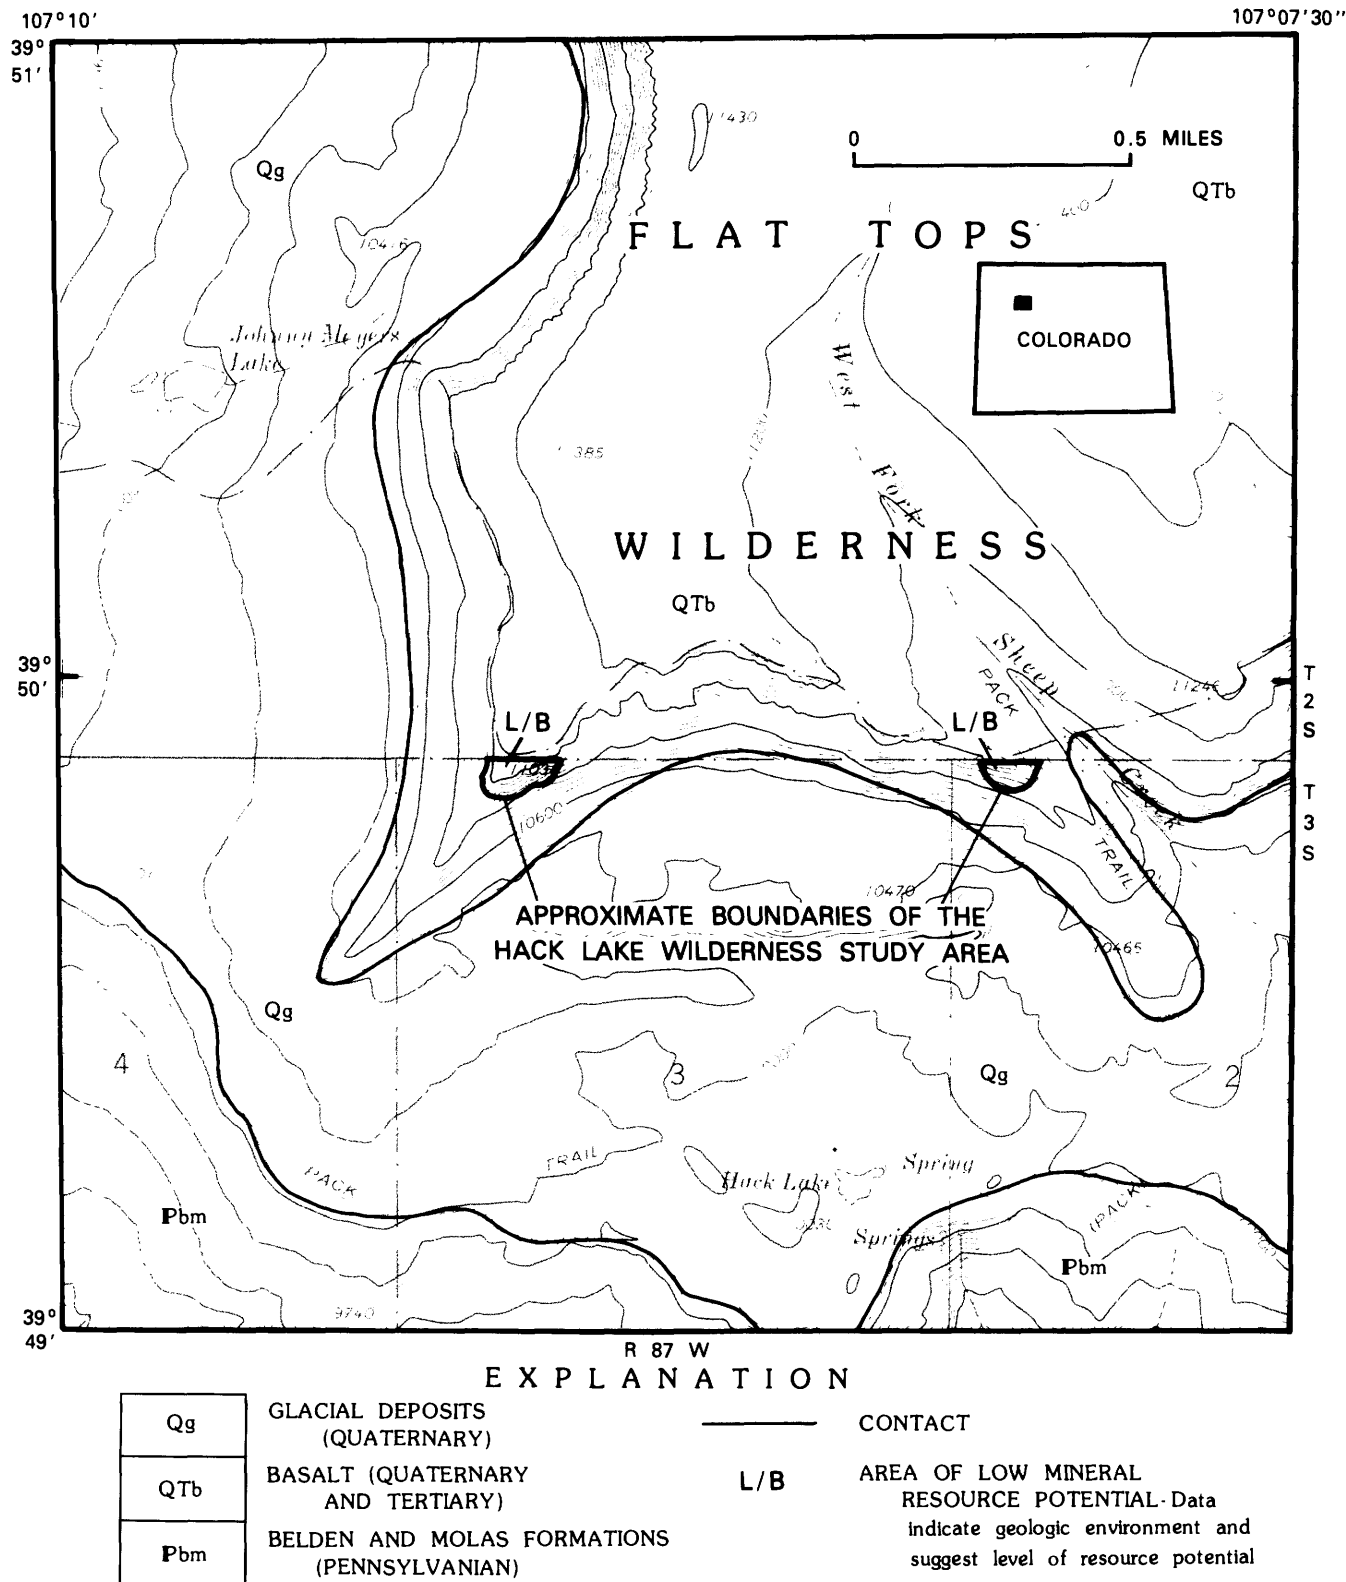 107°10'
107°07'30"
39°
51'
11430
0
0.5 MILES
Qg
QTb
FLAT TOPS
10416
COLORADO
Johnny Meyers
Lake
West
385
Fork
WILDERNESS
QTb
Sheep
39°
50'
PACK
11246
T
2
S
L/B
L/B
Creek
T
3
S
10600
TRAIL
10470
APPROXIMATE BOUNDARIES OF THE
HACK LAKE WILDERNESS STUDY AREA
10465
Qg
4
3
Qg
2
TRAIL
PACK
Spring
Hack Lake
(PACK
Pbm
Springs
Pbm
9740
39°
49'
R 87 W
EXPLANATION
Qg
GLACIAL DEPOSITS
(QUATERNARY)
CONTACT
QTb
BASALT (QUATERNARY
AND TERTIARY)
L/B
AREA OF LOW MINERAL
RESOURCE POTENTIAL-Data
indicate geologic environment and
suggest level of resource potential
Pbm
BELDEN AND MOLAS FORMATIONS
(PENNSYLVANIAN)